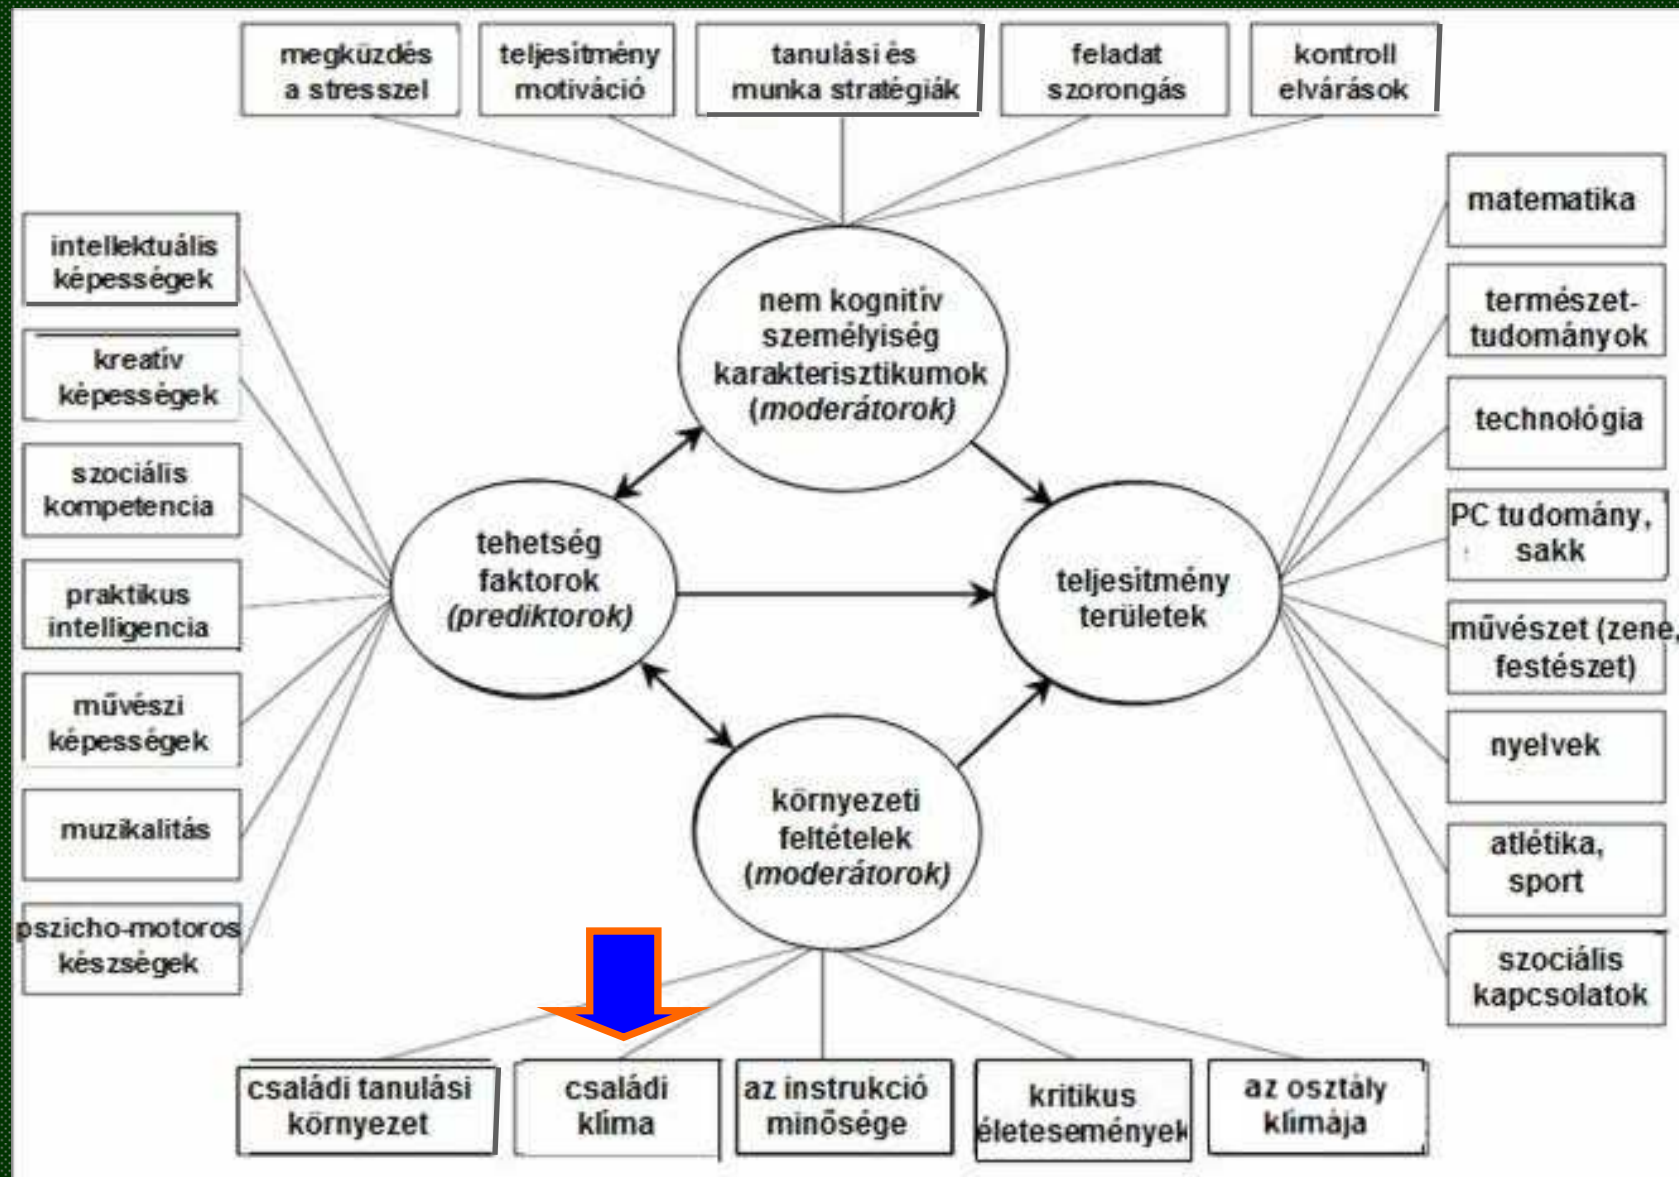 megküzdés
a stresszel
teljesítmény
motiváció
tanulási és
munka stratégiák
feladat
szorongás
kontroll
elvárások
intellektuális
képességek
kreatív
képességek
szociális
kompetencia
praktikus
intelligencia
művészi
képességek
muzikalitás
pszicho-motoros
készségek
nem kognitív
személyiség
karakterisztikumok
(moderátorok)
tehetség
faktorok
(prediktorok)
teljesítmény
területek
környezeti
feltételek
(moderátorok)
matematika
természet-
tudományok
technológia
PC tudomány,
sakk
művészet (zene,
festészet)
nyelvek
atlétika,
sport
szociális
kapcsolatok
családi tanulási
környezet
családi
klíma
az instrukció
minősége
kritikus
életesemények
az osztály
klímája